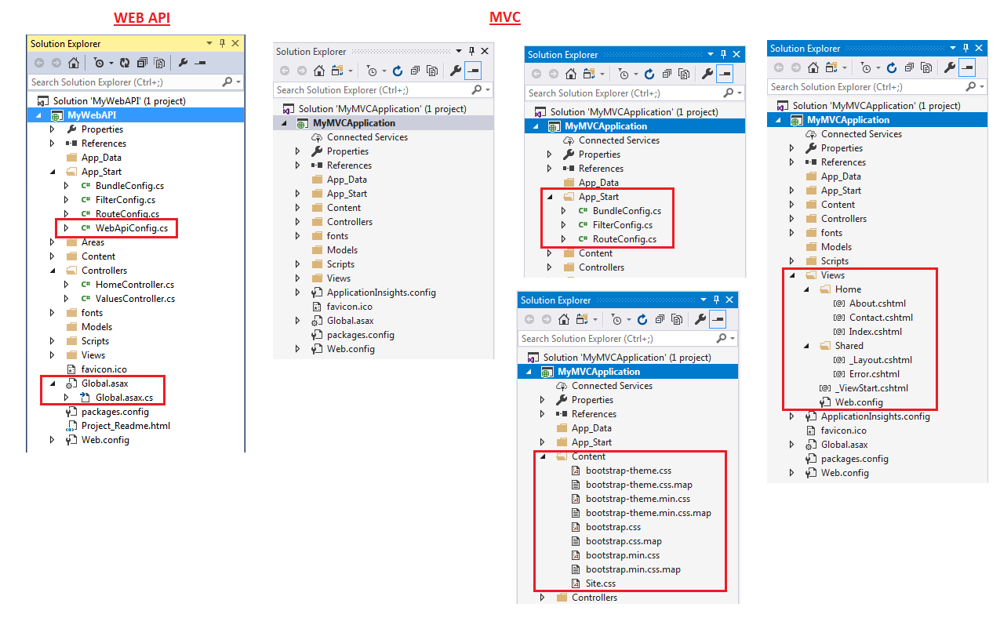 WEB API
MVC
Solution Explorer
Search Solution Explorer (Ctrl+;)
Solution 'MyWebAPI' (1 project)
MyWebAPI
Properties
References
App_Data
App_Start
C# BundleConfig.cs
C# FilterConfig.cs
C# RouteConfig.cs
C# WebApiConfig.cs
Areas
Content
Controllers
C# HomeController.cs
C# ValuesController.cs
fonts
Models
Scripts
Views
favicon.ico
Global.asax
Global.asax.cs
packages.config
Project_Readme.html
Web.config
Solution Explorer
Search Solution Explorer (Ctrl+;)
Solution 'MyMVCApplication' (1 project)
MyMVCApplication
Connected Services
Properties
References
App_Data
App_Start
Content
Controllers
fonts
Models
Scripts
Views
ApplicationInsights.config
favicon.ico
Global.asax
packages.config
Web.config
Solution Explorer
Search Solution Explorer (Ctrl+;)
Solution 'MyMVCApplication' (1 project)
MyMVCApplication
Connected Services
Properties
References
App_Data
App_Start
C# BundleConfig.cs
C# FilterConfig.cs
C# RouteConfig.cs
Content
Controllers
Solution Explorer
Search Solution Explorer (Ctrl+;)
Solution 'MyMVCApplication' (1 project)
MyMVCApplication
Connected Services
Properties
References
App_Data
App_Start
Content
bootstrap-theme.css
bootstrap-theme.css.map
bootstrap-theme.min.css
bootstrap-theme.min.css.map
bootstrap.css
bootstrap.css.map
bootstrap.min.css
bootstrap.min.css.map
Site.css
Controllers
Solution Explorer
Search Solution Explorer (Ctrl+;)
Solution 'MyMVCApplication' (1 project)
MyMVCApplication
Connected Services
Properties
References
App_Data
App_Start
Content
Controllers
fonts
Models
Scripts
Views
Home
[@] About.cshtml
[@] Contact.cshtml
[@] Index.cshtml
Shared
[@] _Layout.cshtml
[@] Error.cshtml
[@] _ViewStart.cshtml
Web.config
ApplicationInsights.config
favicon.ico
Global.asax
packages.config
Web.config